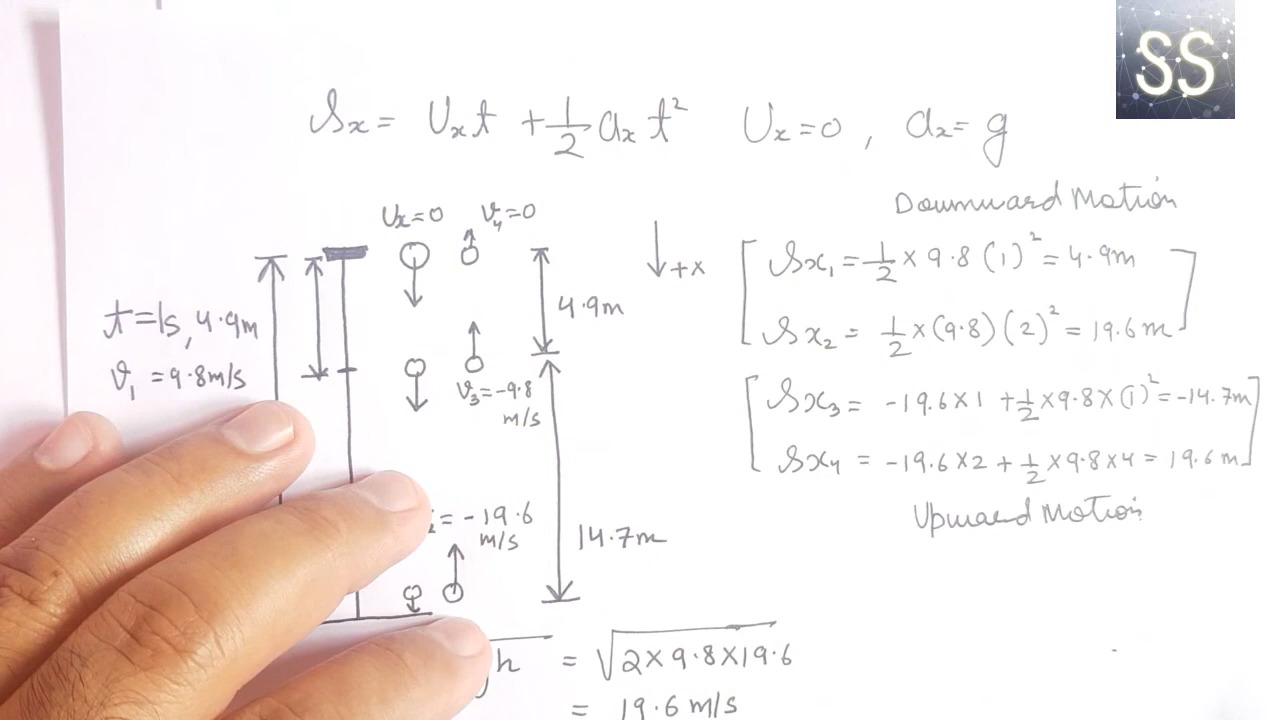 SS
Sx = Uxt + 1/2 axt² Ux = 0 , ax = g
Downward Motion
Ux=0 v4=0
↓+x
Sx1 = 1/2 × 9.8 (1)² = 4.9m
Sx2 = 1/2 × (9.8) (2)² = 19.6 m
t=1s, 4.9m
v1 = 9.8m/s
4.9m
v3=-9.8
m/s
Sx3 = -19.6×1 + 1/2 × 9.8 × (1)² = -14.7m
Sx4 = -19.6×2 + 1/2 × 9.8 × 4 = 19.6 m
Upward Motion
= -19.6
m/s
14.7m
h = √2×9.8×19.6
= 19.6 m/s